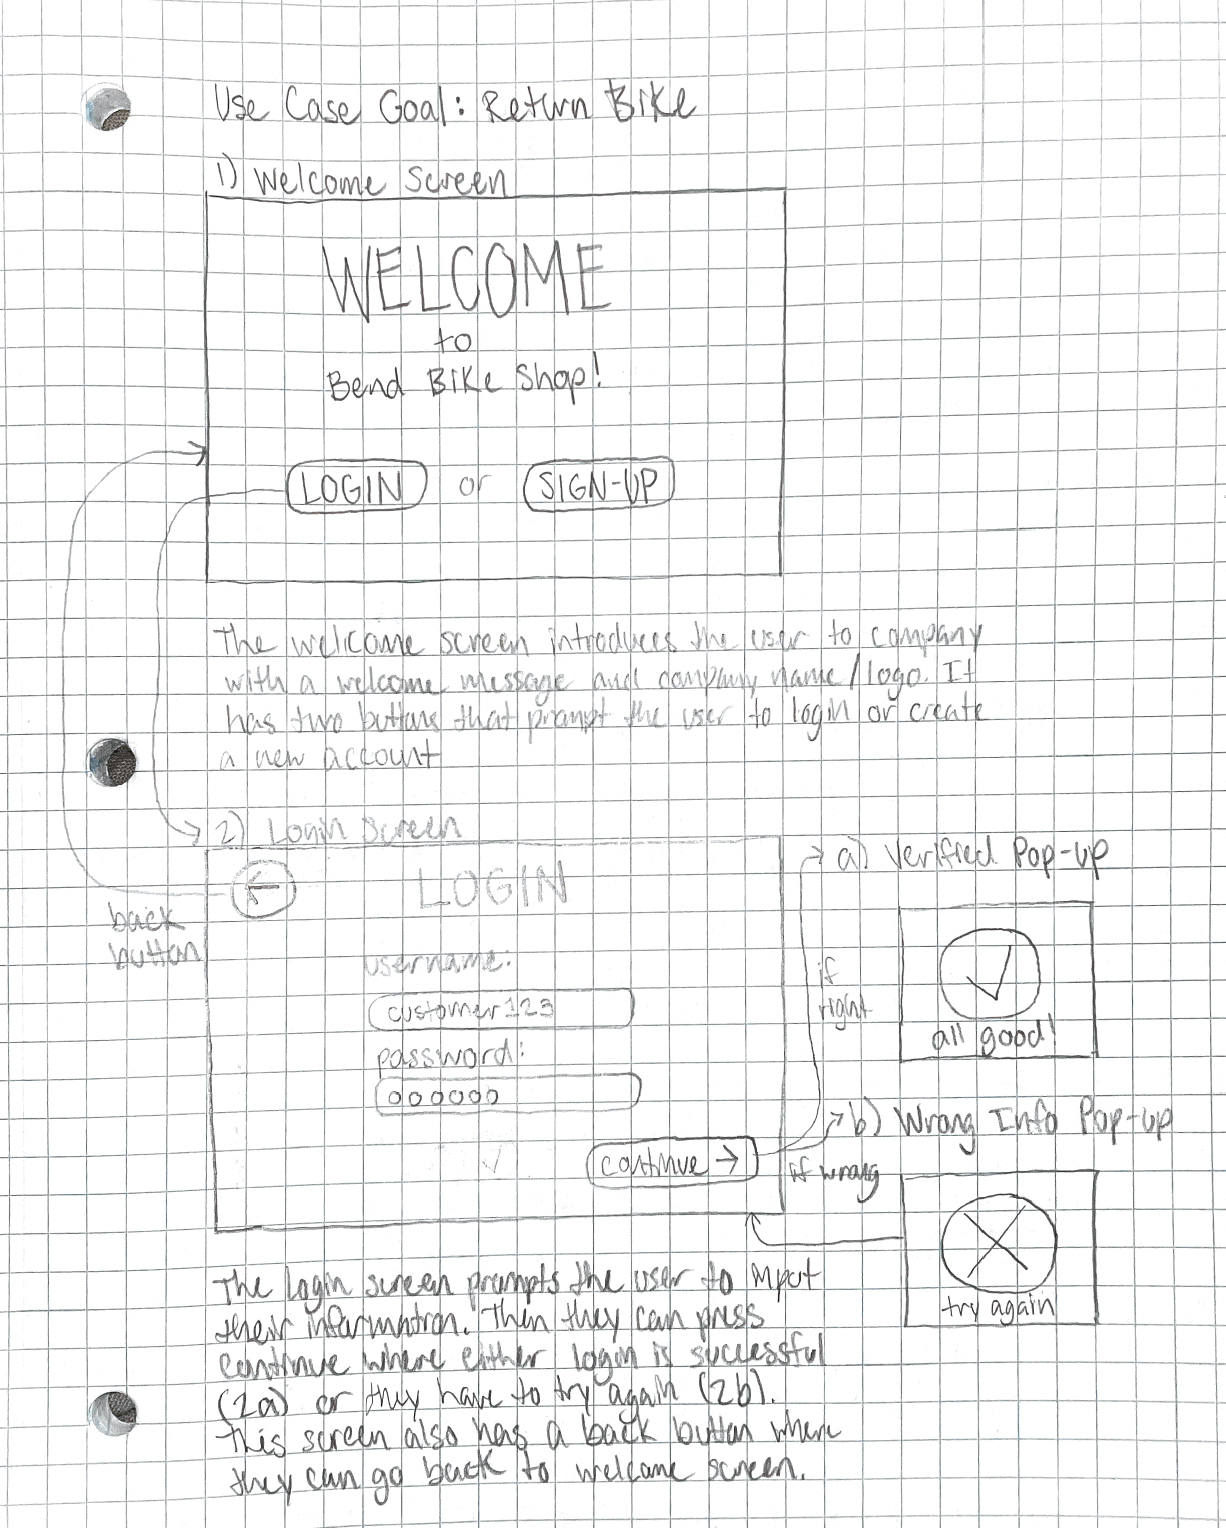 Use Case Goal: Return Bike
1) Welcome Screen
WELCOME
to
Bend Bike Shop!
LOGIN or SIGN-UP
The welcome screen introduces the user to company
with a welcome message and company name/logo. It
has two buttons that prompt the user to login or create
a new account
2) Login Screen
LOGIN
back
button
username:
customer123
password:
oooooo
continue →
a) Verified Pop-up
if
right
all good!
b) Wrong Info Pop-up
if wrong
try again
The login screen prompts the user to input
their information. Then they can press
continue where either login is successful
(2a) or they have to try again (2b).
This screen also has a back button where
they can go back to welcome screen.